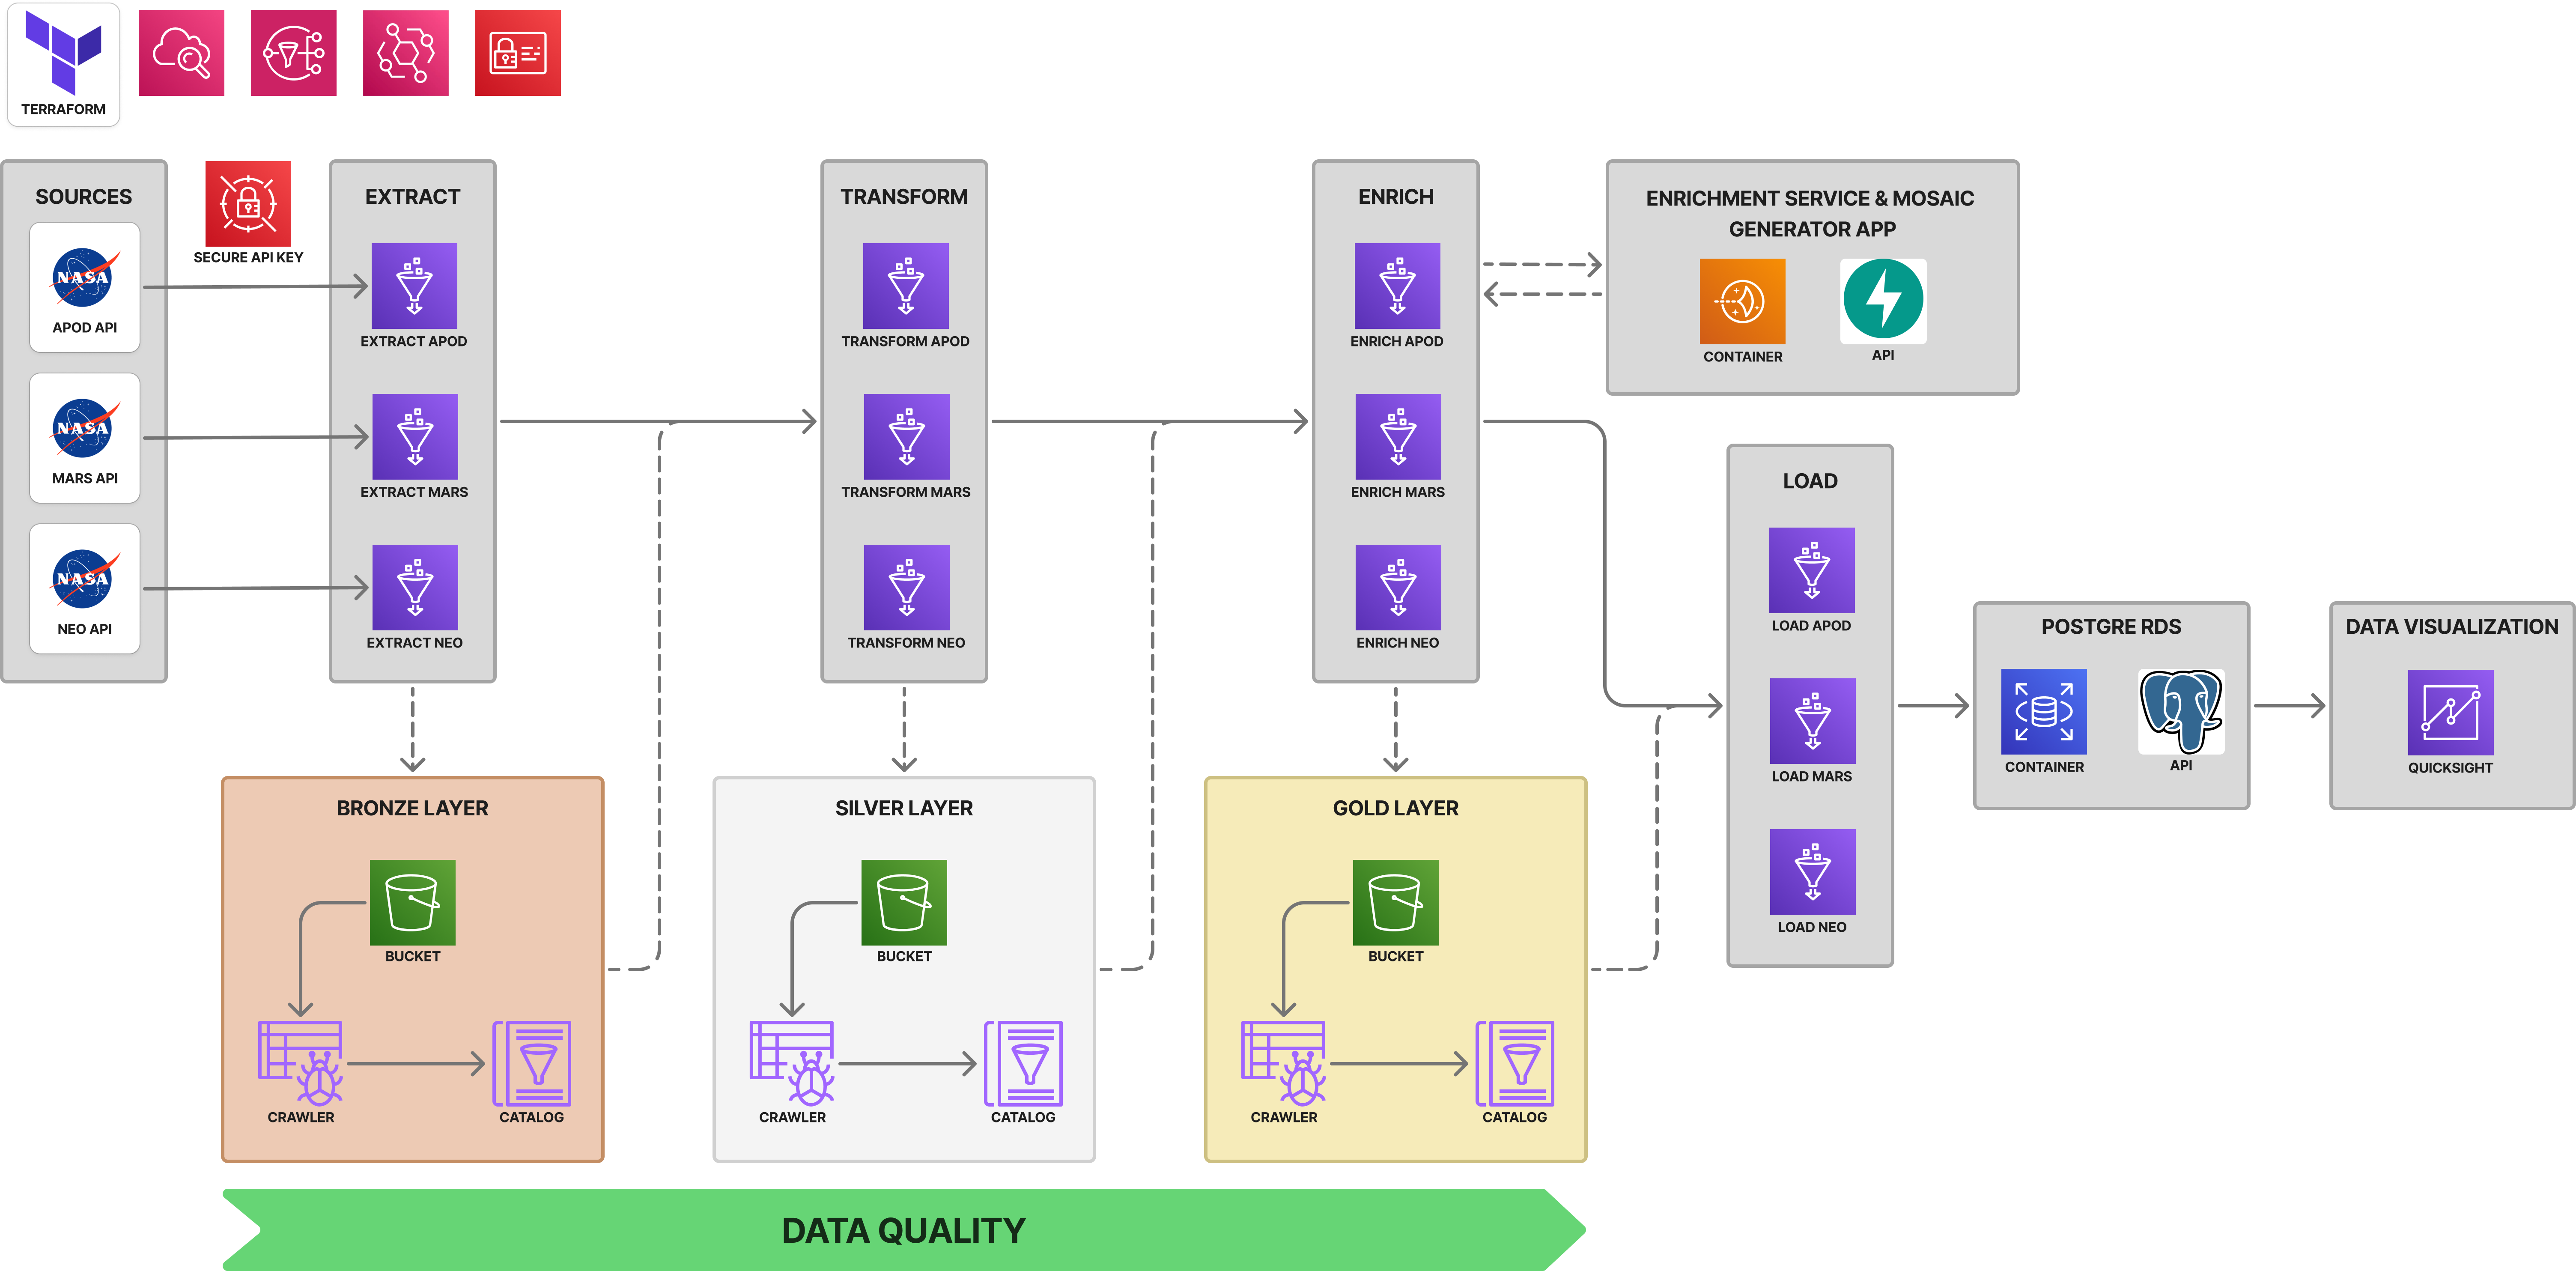 TERRAFORM
SOURCES
NASA
APOD API
NASA
MARS API
NASA
NEO API
SECURE API KEY
EXTRACT
EXTRACT APOD
EXTRACT MARS
EXTRACT NEO
TRANSFORM
TRANSFORM APOD
TRANSFORM MARS
TRANSFORM NEO
ENRICH
ENRICH APOD
ENRICH MARS
ENRICH NEO
ENRICHMENT SERVICE & MOSAIC
GENERATOR APP
CONTAINER
API
LOAD
LOAD APOD
LOAD MARS
LOAD NEO
POSTGRE RDS
CONTAINER
API
DATA VISUALIZATION
QUICKSIGHT
BRONZE LAYER
BUCKET
CRAWLER
CATALOG
SILVER LAYER
BUCKET
CRAWLER
CATALOG
GOLD LAYER
BUCKET
CRAWLER
CATALOG
DATA QUALITY